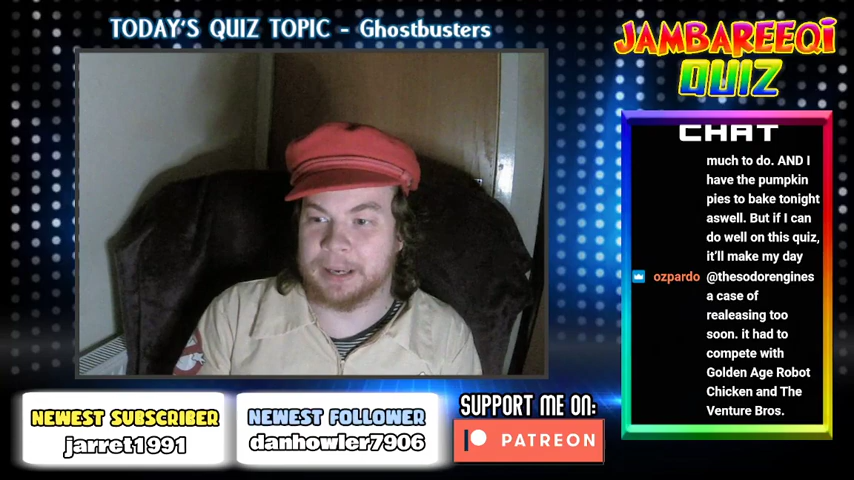 TODAY'S QUIZ TOPIC - Ghostbusters
JAMBAREEQI
QUIZ
CHAT
much to do. AND I
have the pumpkin
pies to bake tonight
aswell. But if I can
do well on this quiz,
it'll make my day
ozpardo @thesodorengines
a case of
realeasing too
soon. it had to
compete with
Golden Age Robot
Chicken and The
Venture Bros.
NEWEST SUBSCRIBER
jarret1991
NEWEST FOLLOWER
danhowler7906
SUPPORT ME ON:
PATREON